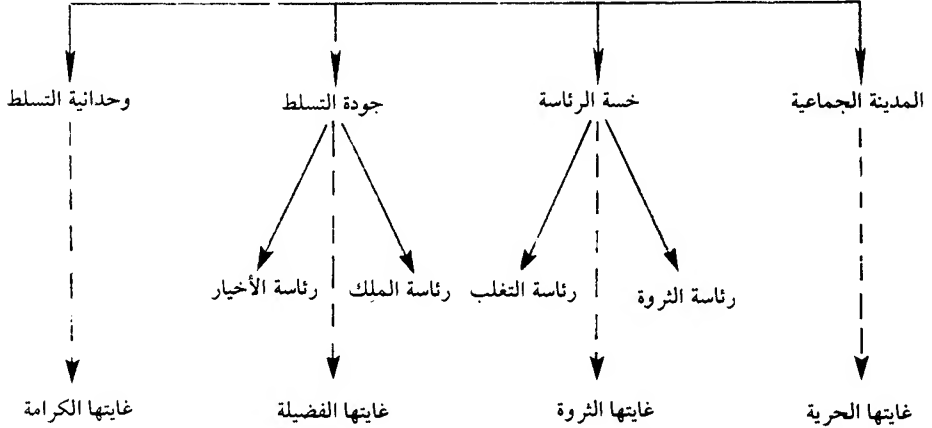 المدينة الجماعية
خسة الرئاسة
جودة التسلط
وحدانية التسلط
رئاسة الثروة
رئاسة التغلب
رئاسة الملِك
رئاسة الأخيار
غايتها الحرية
غايتها الثروة
غايتها الفضيلة
غايتها الكرامة